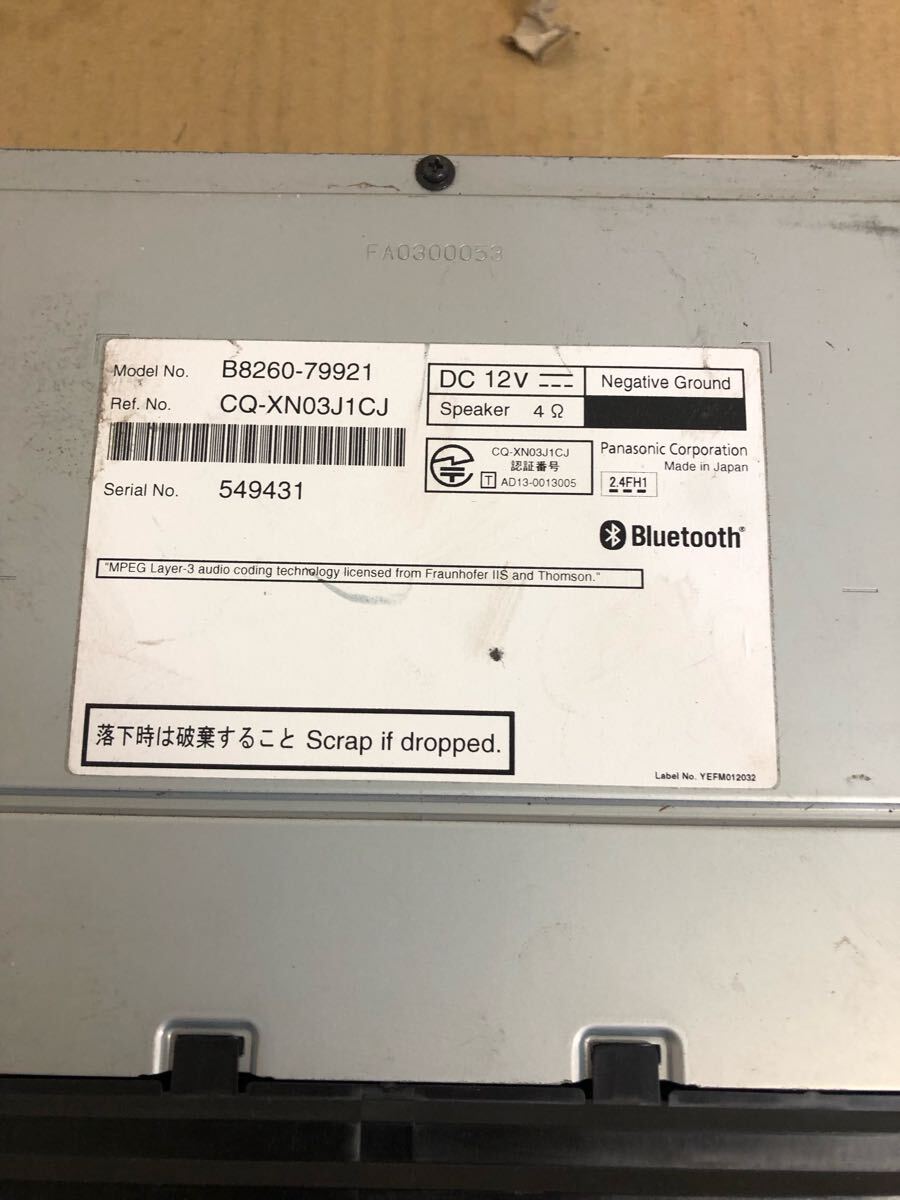 FA0300053
Model No. B8260-79921
Ref. No. CQ-XN03J1CJ
Serial No. 549431
DC 12V Negative Ground
Speaker 4 Ω
CQ-XN03J1CJ
認証番号
T AD13-0013005
Panasonic Corporation
Made in Japan
2.4FH1
Bluetooth®
"MPEG Layer-3 audio coding technology licensed from Fraunhofer IIS and Thomson."
落下時は破棄すること Scrap if dropped.
Label No. YEFM012032